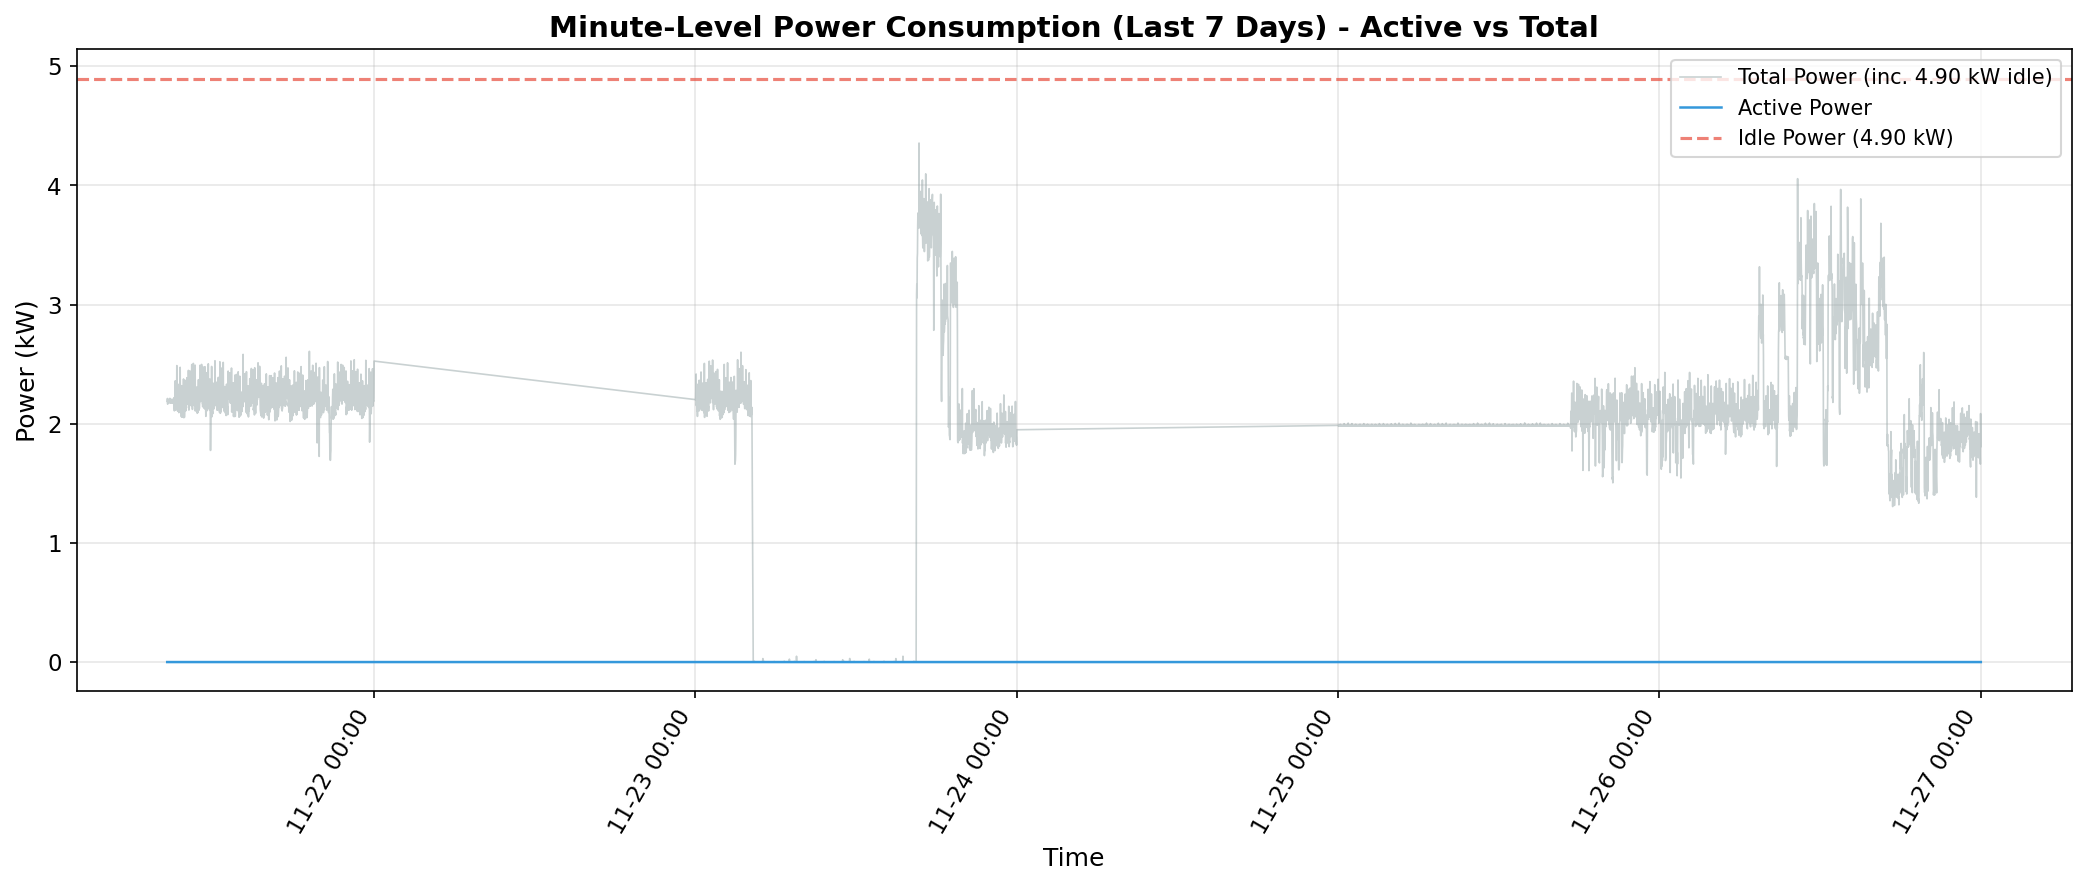 Minute-Level Power Consumption (Last 7 Days) - Active vs Total
Total Power (inc. 4.90 kW idle)
Active Power
Idle Power (4.90 kW)
Power (kW)
5
4
3
2
1
0
11-22 00:00
11-23 00:00
11-24 00:00
11-25 00:00
11-26 00:00
11-27 00:00
Time